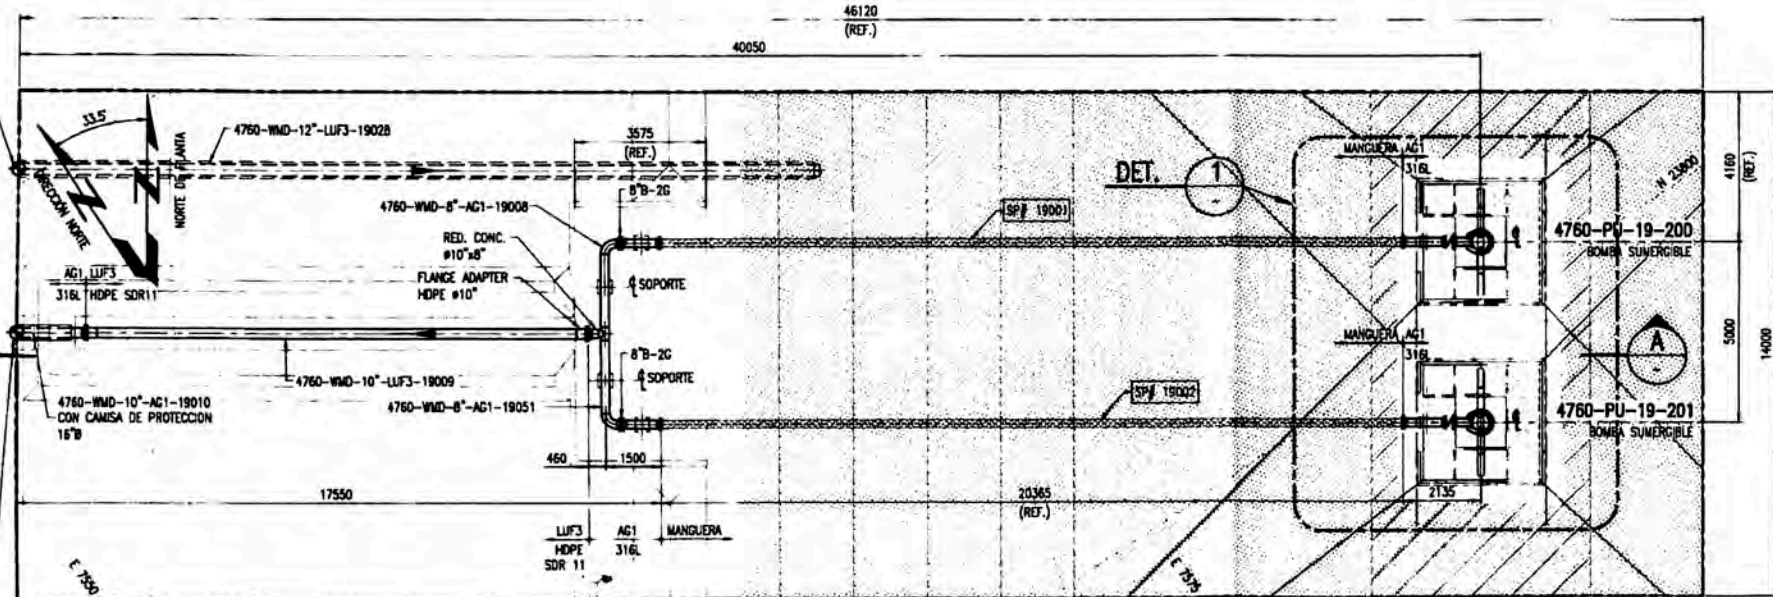 46120
(REF.)
40050
33.5°
DIRECCIÓN NORTE
NORTE DE PLANTA
4760-WMD-12"-LUF3-19028
3575
(REF.)
8"B-2G
4760-WMD-8"-AG1-19008
RED. CONC.
ø10"x8"
FLANGE ADAPTER
HDPE ø10"
SOPORTE
AG1 LUF3
316L HDPE SDR11
SP# 19001
DET.
1
-
MANGUERA AG1
316L
N 23800
4160
(REF.)
4760-PU-19-200
BOMBA SUMERGIBLE
5000
14000
MANGUERA AG1
316L
A
-
8"B-2G
SOPORTE
4760-WMD-10"-LUF3-19009
4760-WMD-8"-AG1-19051
4760-WMD-10"-AG1-19010
CON CAMISA DE PROTECCION
16"Ø
SP# 19002
4760-PU-19-201
BOMBA SUMERGIBLE
460
1500
17550
20365
(REF.)
2135
LUF3
HDPE
SDR 11
AG1
316L
MANGUERA
E 7550
E 7575